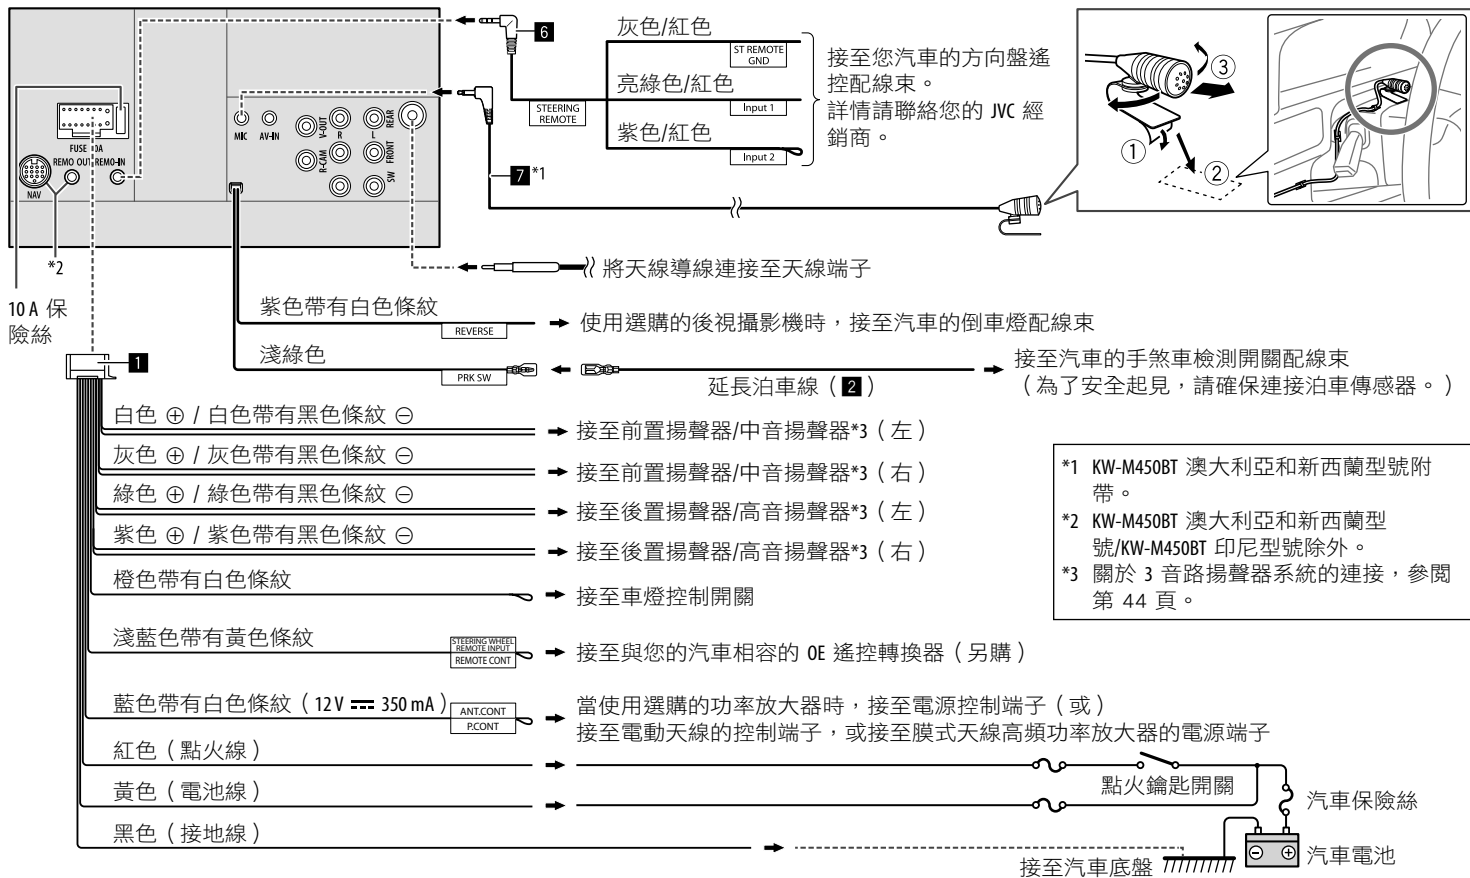 6
灰色/紅色
ST REMOTE
GND
亮綠色/紅色
STEERING
REMOTE
Input 1
紫色/紅色
Input 2
接至您汽車的方向盤遙
控配線束。
詳情請聯絡您的 JVC 經
銷商。
③
①
②
MIC
AV-IN
V-OUT
R
L
REAR
R-CAM
FRONT
SW
REMO OUT
REMO-IN
NAV
7 *1
*2
10 A 保
險絲
將天線導線連接至天線端子
紫色帶有白色條紋
REVERSE
使用選購的後視攝影機時,接至汽車的倒車燈配線束
淺綠色
PRK SW
延長泊車線(2)
接至汽車的手煞車檢測開關配線束
(為了安全起見,請確保連接泊車傳感器。)
1
白色 ⊕ / 白色帶有黑色條紋 ⊖
接至前置揚聲器/中音揚聲器*3(左)
灰色 ⊕ / 灰色帶有黑色條紋 ⊖
接至前置揚聲器/中音揚聲器*3(右)
綠色 ⊕ / 綠色帶有黑色條紋 ⊖
接至後置揚聲器/高音揚聲器*3(左)
紫色 ⊕ / 紫色帶有黑色條紋 ⊖
接至後置揚聲器/高音揚聲器*3(右)
*1 KW-M450BT 澳大利亞和新西蘭型號附
帶。
*2 KW-M450BT 澳大利亞和新西蘭型
號/KW-M450BT 印尼型號除外。
*3 關於 3 音路揚聲器系統的連接,參閱
第 44 頁。
橙色帶有白色條紋
接至車燈控制開關
淺藍色帶有黃色條紋
STEERING WHEEL
REMOTE INPUT
REMOTE CONT
接至與您的汽車相容的 OE 遙控轉換器(另購)
藍色帶有白色條紋(12 V ⎓ 350 mA)
ANT.CONT
P.CONT
當使用選購的功率放大器時,接至電源控制端子(或)
接至電動天線的控制端子,或接至膜式天線高頻功率放大器的電源端子
紅色(點火線)
點火鑰匙開關
黃色(電池線)
汽車保險絲
黑色(接地線)
接至汽車底盤
⊖ ⊕
汽車電池